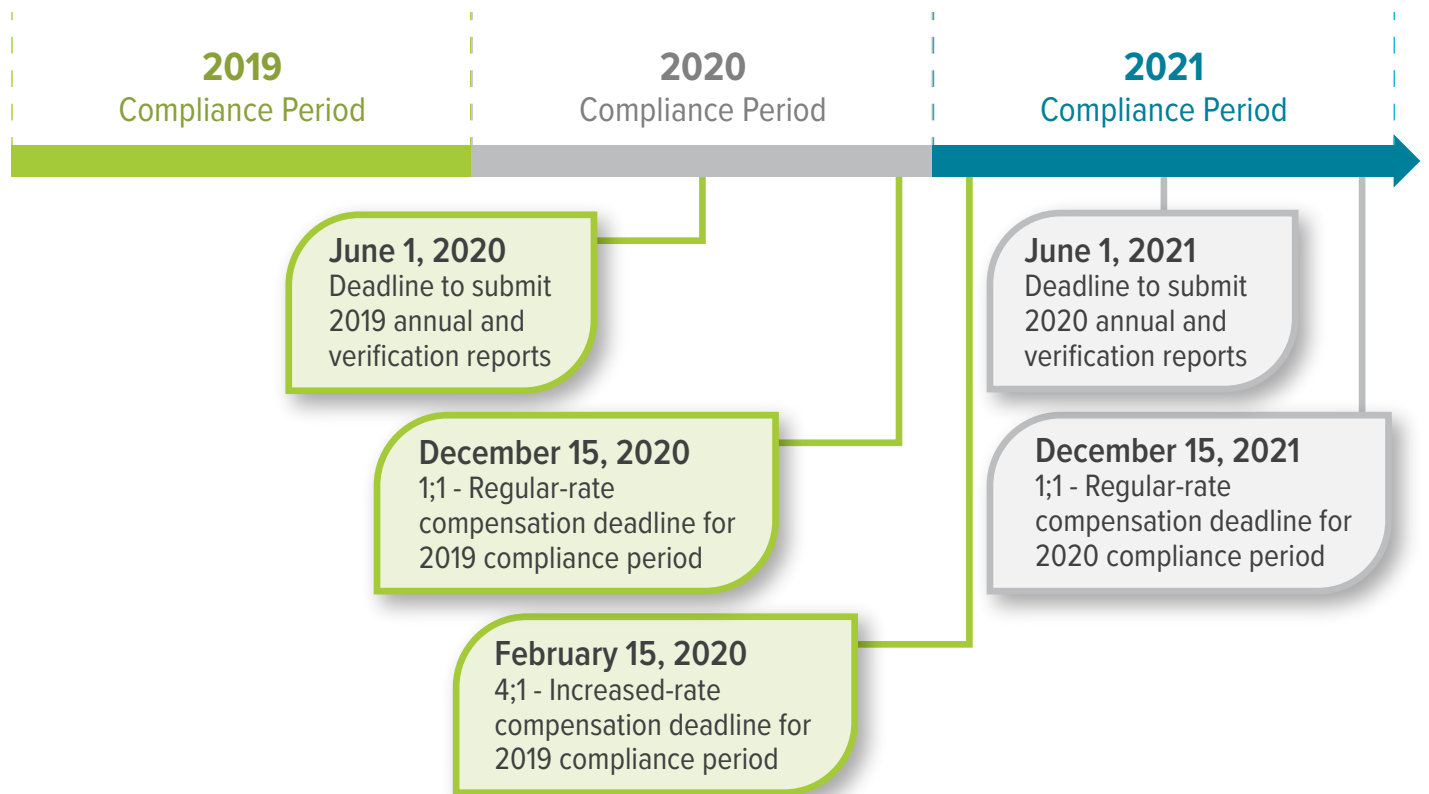 2019
Compliance Period
2020
Compliance Period
2021
Compliance Period
June 1, 2020
Deadline to submit
2019 annual and
verification reports
June 1, 2021
Deadline to submit
2020 annual and
verification reports
December 15, 2020
1;1 - Regular-rate
compensation deadline for
2019 compliance period
December 15, 2021
1;1 - Regular-rate
compensation deadline for
2020 compliance period
February 15, 2020
4;1 - Increased-rate
compensation deadline for
2019 compliance period